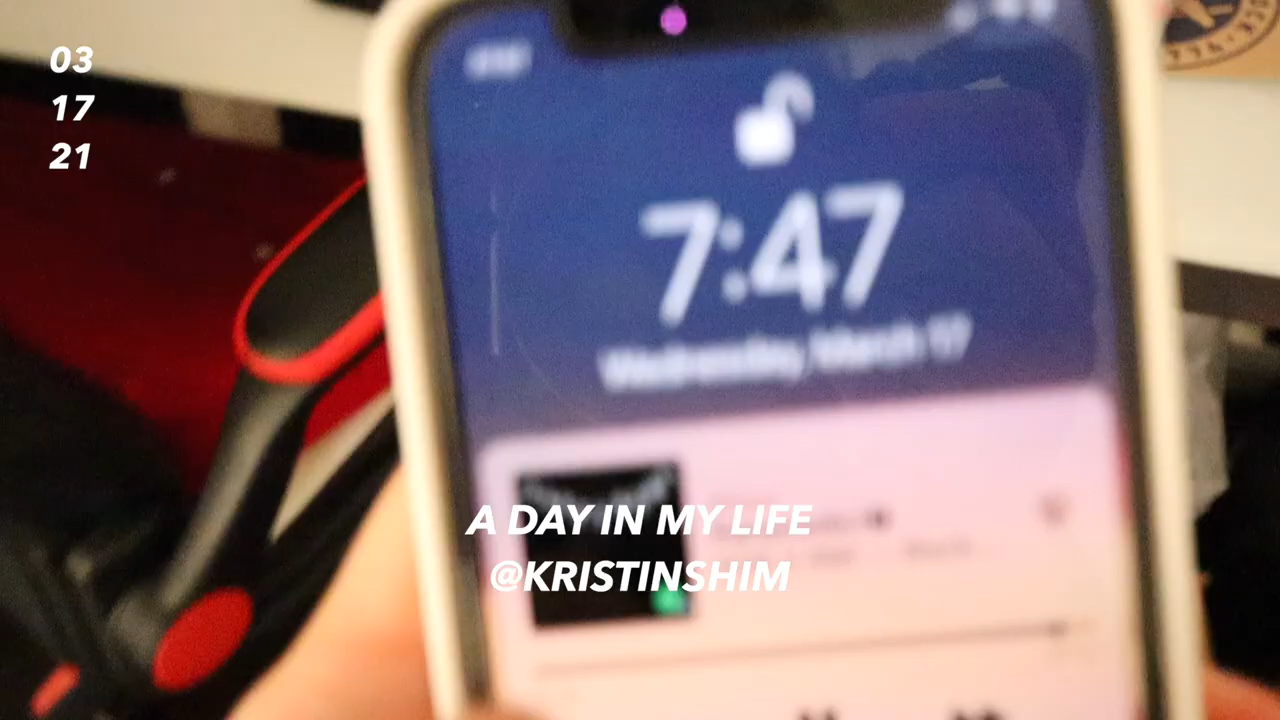 03
17
21
7:47
Wednesday, March 17
A DAY IN MY LIFE
@KRISTINSHIM